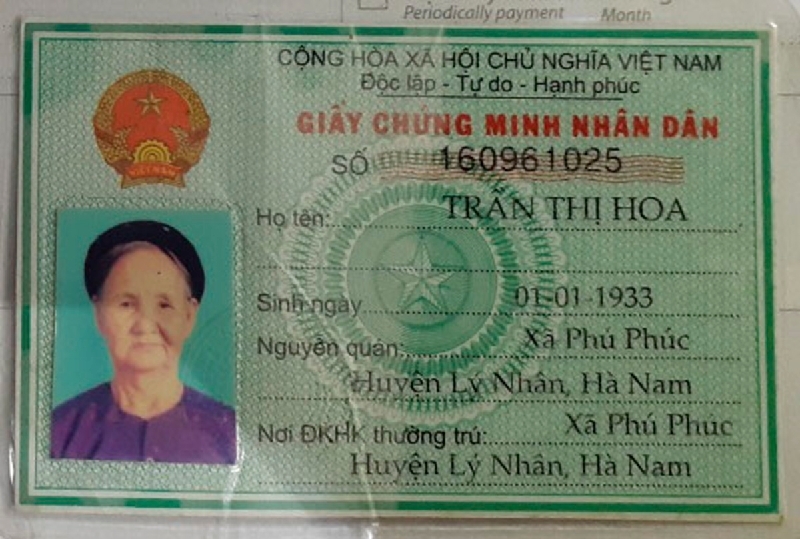 Periodically payment Month
CỘNG HÒA XÃ HỘI CHỦ NGHĨA VIỆT NAM
Độc lập - Tự do - Hạnh phúc
GIẤY CHỨNG MINH NHÂN DÂN
SỐ 160961025
Họ tên: TRẦN THỊ HOA
Sinh ngày 01-01-1933
Nguyên quán: Xã Phú Phúc
Huyện Lý Nhân, Hà Nam
Nơi ĐKHK thường trú: Xã Phú Phúc
Huyện Lý Nhân, Hà Nam
VIỆT NAM